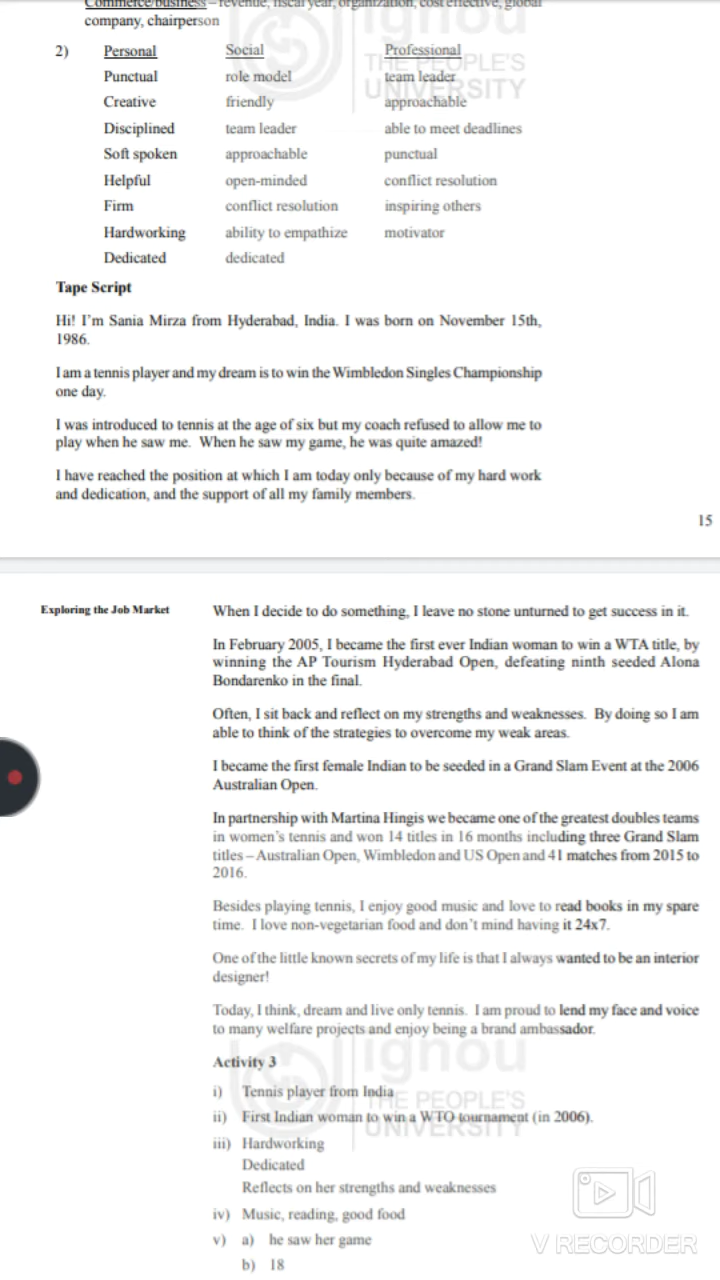 Commerce/business – revenue, fiscal year, organization, cost effective, global
company, chairperson
2) Personal Social Professional
Punctual role model team leader
Creative friendly approachable
Disciplined team leader able to meet deadlines
Soft spoken approachable punctual
Helpful open-minded conflict resolution
Firm conflict resolution inspiring others
Hardworking ability to empathize motivator
Dedicated dedicated
ignou
THE PEOPLE'S
UNIVERSITY
Tape Script
Hi! I'm Sania Mirza from Hyderabad, India. I was born on November 15th,
1986.
I am a tennis player and my dream is to win the Wimbledon Singles Championship
one day.
I was introduced to tennis at the age of six but my coach refused to allow me to
play when he saw me. When he saw my game, he was quite amazed!
I have reached the position at which I am today only because of my hard work
and dedication, and the support of all my family members.
15
Exploring the Job Market
When I decide to do something, I leave no stone unturned to get success in it.
In February 2005, I became the first ever Indian woman to win a WTA title, by
winning the AP Tourism Hyderabad Open, defeating ninth seeded Alona
Bondarenko in the final.
Often, I sit back and reflect on my strengths and weaknesses. By doing so I am
able to think of the strategies to overcome my weak areas.
I became the first female Indian to be seeded in a Grand Slam Event at the 2006
Australian Open.
In partnership with Martina Hingis we became one of the greatest doubles teams
in women's tennis and won 14 titles in 16 months including three Grand Slam
titles – Australian Open, Wimbledon and US Open and 41 matches from 2015 to
2016.
Besides playing tennis, I enjoy good music and love to read books in my spare
time. I love non-vegetarian food and don't mind having it 24x7.
One of the little known secrets of my life is that I always wanted to be an interior
designer!
Today, I think, dream and live only tennis. I am proud to lend my face and voice
to many welfare projects and enjoy being a brand ambassador.
Activity 3
i) Tennis player from India
ii) First Indian woman to win a WTO tournament (in 2006).
iii) Hardworking
Dedicated
Reflects on her strengths and weaknesses
iv) Music, reading, good food
v) a) he saw her game
b) 18
ignou
THE PEOPLE'S
UNIVERSITY
V RECORDER